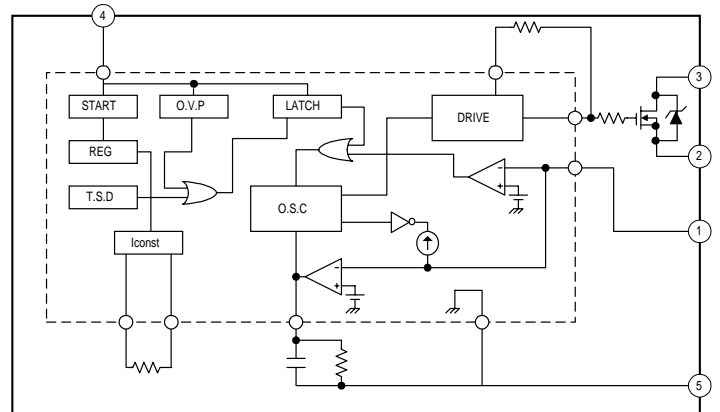 4
START
O.V.P
LATCH
DRIVE
3
REG
2
T.S.D
O.S.C
1
Iconst
5